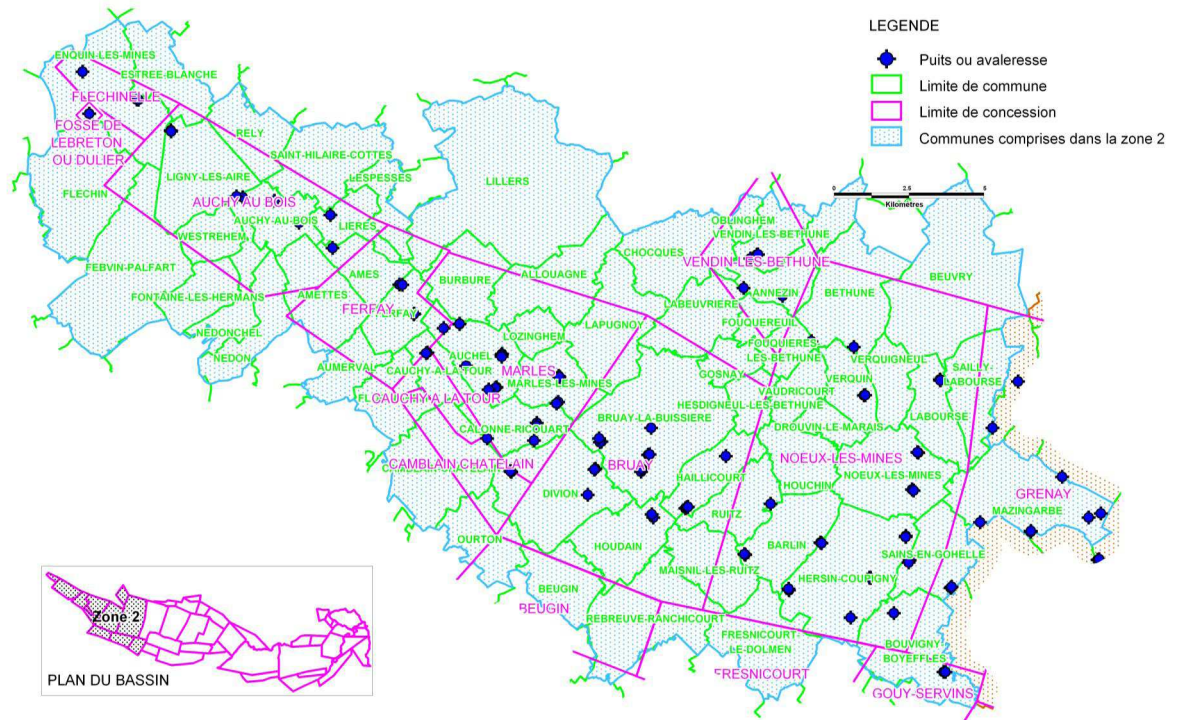 LEGENDE
Puits ou avaleresse
Limite de commune
Limite de concession
Communes comprises dans la zone 2
0 2.5 5
Kilomètres
ENQUIN-LES-MINES
ESTREE-BLANCHE
FLECHINELLE
FOSSE DE
LEBRETON
OU DULIER
RELY
SAINT-HILAIRE-COTTES
LIGNY-LES-AIRE
LESPESSES
LILLERS
FLECHIN
AUCHY AU BOIS
AUCHY-AU-BOIS
LIERES
WESTREHEM
OBLINGHEM
VENDIN-LES-BETHUNE
CHOCQUES
VENDIN LES BETHUNE
FEBVIN-PALFART
AMES
BURBURE
ALLOUAGNE
BEUVRY
ANNEZIN
BETHUNE
FONTAINE-LES-HERMANS
AMETTES
LABEUVRIERE
FERFAY
FERFAY
LAPUGNOY
FOUQUEREUIL
NEDONCHEL
LOZINGHEM
FOUQUIERES
LES-BETHUNE
NEDON
AUCHEL
VERQUIGNEUL
AUMERVAL
CAUCHY-A-LA-TOUR
MARLES
GOSNAY
SAILLY-
LABOURSE
MARLES-LES-MINES
VERQUIN
VAUDRICOURT
CAUCHY A LA TOUR
HESDIGNEUL-LES-BETHUNE
BRUAY-LA-BUISSIERE
LABOURSE
CALONNE-RICOUART
DROUVIN-LE-MARAIS
CAMBLAIN CHATELAIN
BRUAY
NOEUX-LES-MINES
HAILLICOURT
NOEUX-LES-MINES
HOUCHIN
DIVION
GRENAY
RUITZ
MAZINGARBE
OURTON
HOUDAIN
BARLIN
SAINS-EN-GOHELLE
MAISNIL-LES-RUITZ
HERSIN-COUPIGNY
BEUGIN
BEUGIN
REBREUVE-RANCHICOURT
FRESNICOURT-
LE-DOLMEN
BOUVIGNY
BOYEFFLES
FRESNICOURT
GOUY-SERVINS
Zone 2
PLAN DU BASSIN